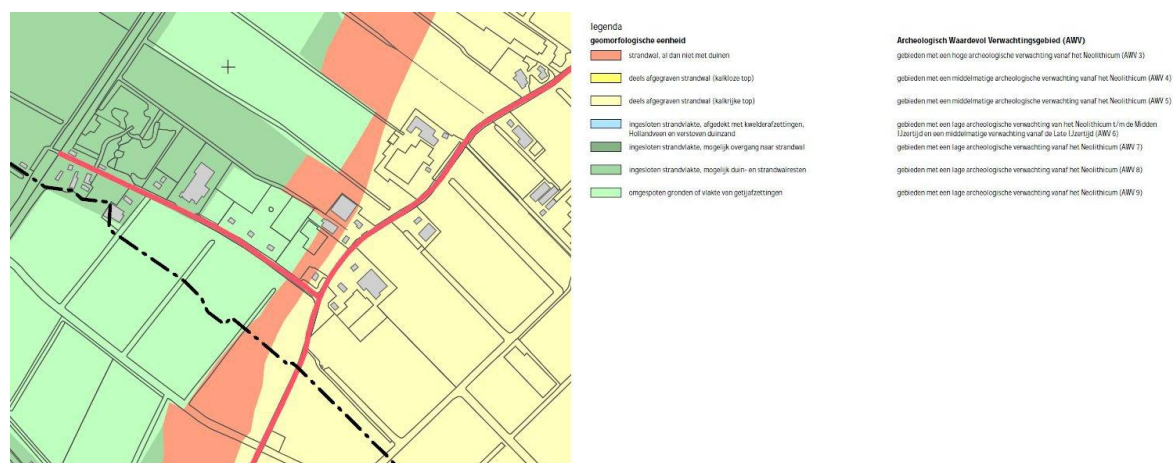 legenda
geomorfologische eenheid
Archeologisch Waardevol Verwachtingsgebied (AWV)
strandwal, al dan niet met duinen
gebieden met een hoge archeologische verwachting vanaf het Neolithicum (AWV 3)
deels afgegraven strandwal (kalkloze top)
gebieden met een middelmatige archeologische verwachting vanaf het Neolithicum (AWV 4)
deels afgegraven strandwal (kalkrijke top)
gebieden met een middelmatige archeologische verwachting vanaf het Neolithicum (AWV 5)
ingesloten strandvlakte, afgedekt met kwelderafzettingen,
Hollandveen en verstoven duinzand
gebieden met een lage archeologische verwachting van het Neolithicum t/m de Midden
IJzertijd en een middelmatige verwachting vanaf de Late IJzertijd (AWV 6)
ingesloten strandvlakte, mogelijk overgang naar strandwal
gebieden met een lage archeologische verwachting vanaf het Neolithicum (AWV 7)
ingesloten strandvlakte, mogelijk duin- en strandwalresten
gebieden met een lage archeologische verwachting vanaf het Neolithicum (AWV 8)
omgespoten gronden of vlakte van getijafzettingen
gebieden met een lage archeologische verwachting vanaf het Neolithicum (AWV 9)